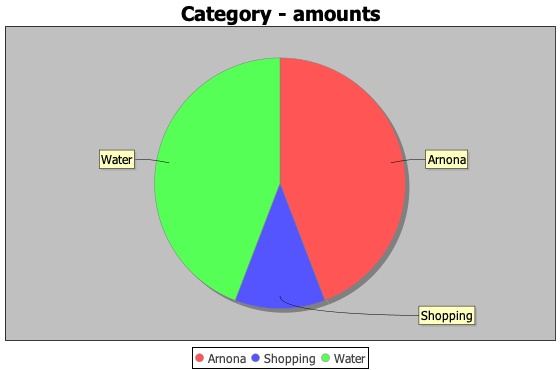 Category - amounts
Water
Arnona
Shopping
Arnona Shopping Water